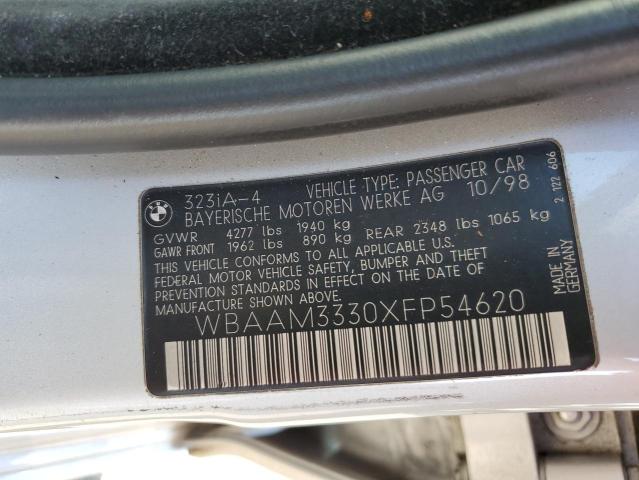 323iA-4 VEHICLE TYPE: PASSENGER CAR
BAYERISCHE MOTOREN WERKE AG 10/98
GVWR 4277 lbs 1940 kg
GAWR FRONT 1962 lbs 890 kg REAR 2348 lbs 1065 kg
THIS VEHICLE CONFORMS TO ALL APPLICABLE U.S.
FEDERAL MOTOR VEHICLE SAFETY, BUMPER AND THEFT
PREVENTION STANDARDS IN EFFECT ON THE DATE OF
MANUFACTURE SHOWN ABOVE.
WBAAM3330XFP54620
2 122 606
MADE IN
GERMANY
BMW